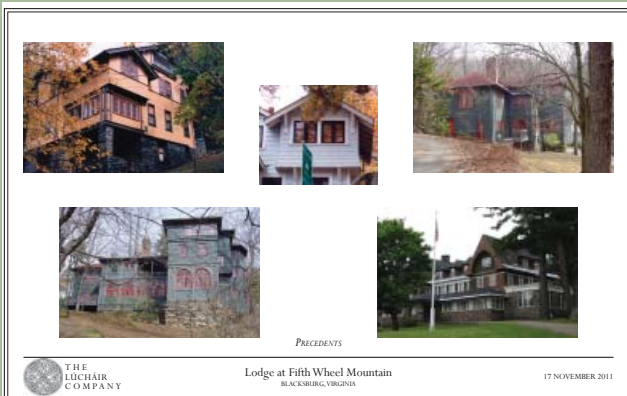 PRECEDENTS
THE
LÚCHÁIR
COMPANY
Lodge at Fifth Wheel Mountain
BLACKSBURG, VIRGINIA
17 NOVEMBER 2011